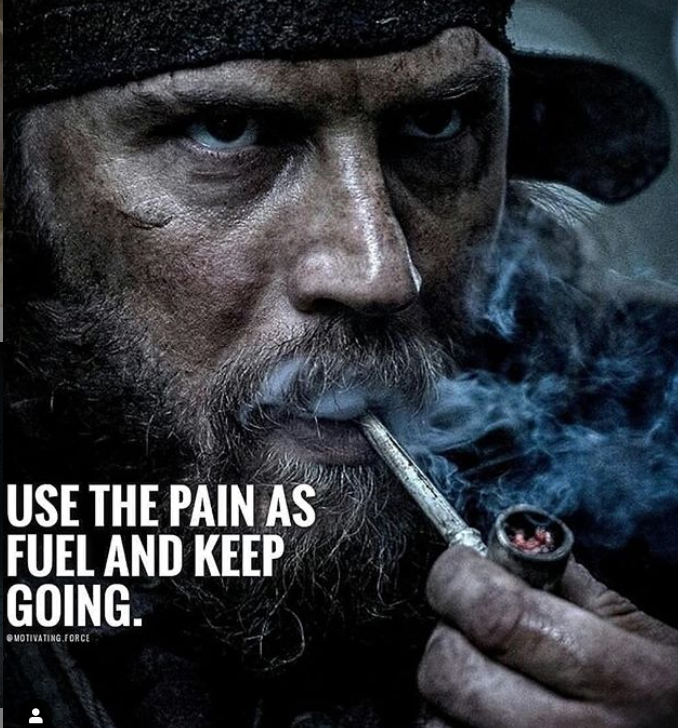 USE THE PAIN AS
FUEL AND KEEP
GOING.
@MOTIVATING.FORCE